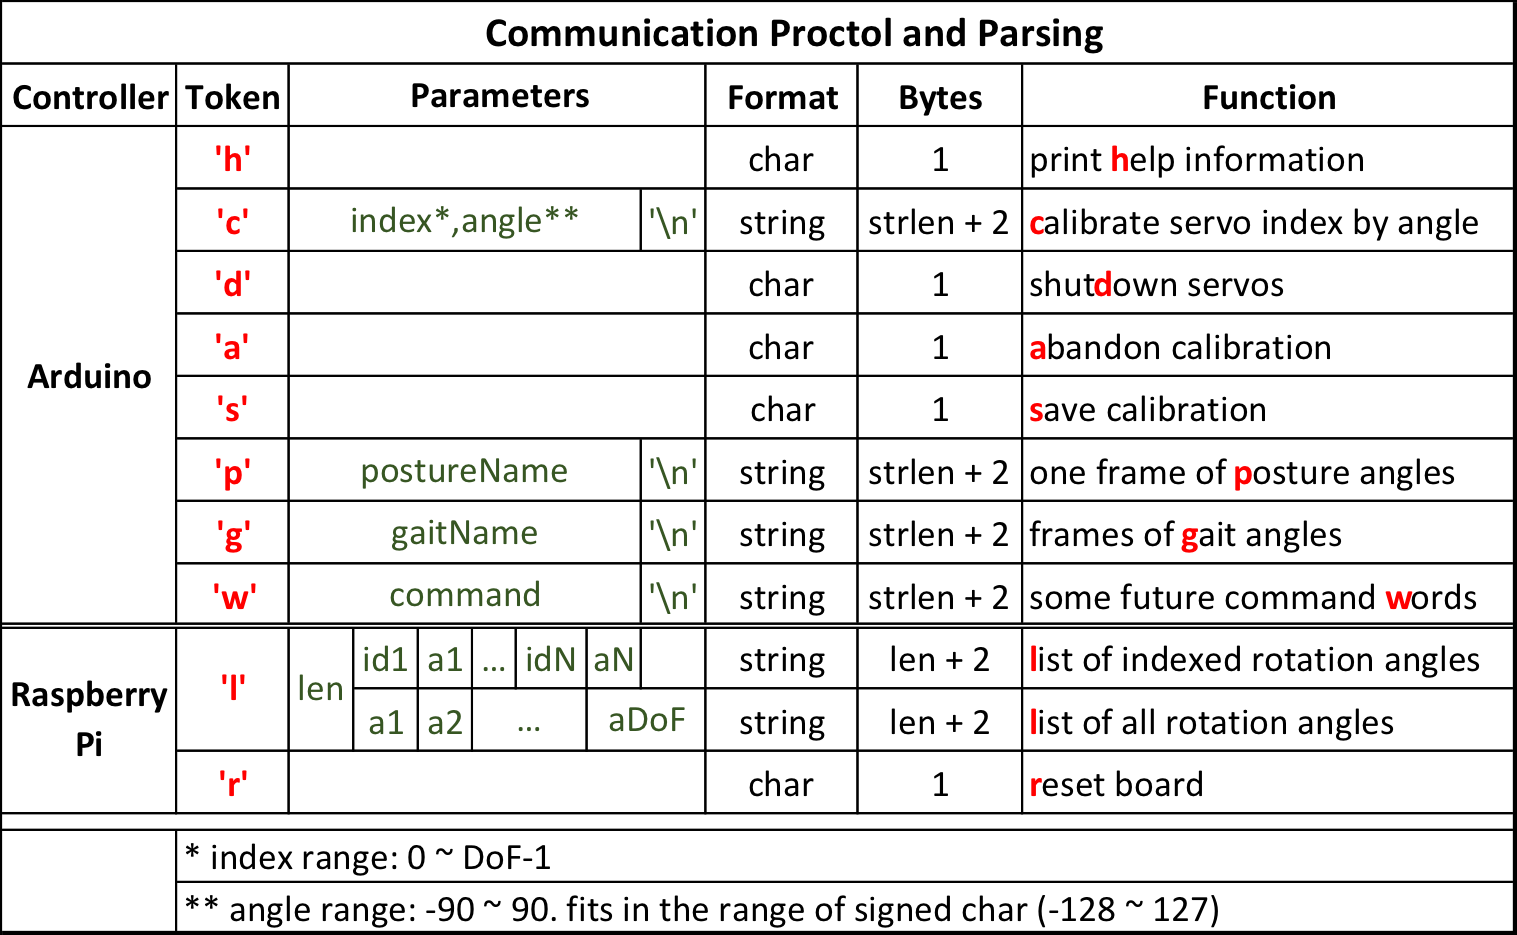 Communication Proctol and Parsing
Controller Token Parameters Format Bytes Function
Arduino
'h' char 1 print help information
'c' index*,angle** '\n' string strlen + 2 calibrate servo index by angle
'd' char 1 shutdown servos
'a' char 1 abandon calibration
's' char 1 save calibration
'p' postureName '\n' string strlen + 2 one frame of posture angles
'g' gaitName '\n' string strlen + 2 frames of gait angles
'w' command '\n' string strlen + 2 some future command words
Raspberry
Pi
'l' len id1 a1 ... idN aN string len + 2 list of indexed rotation angles
a1 a2 ... aDoF string len + 2 list of all rotation angles
'r' char 1 reset board
* index range: 0 ~ DoF-1
** angle range: -90 ~ 90. fits in the range of signed char (-128 ~ 127)